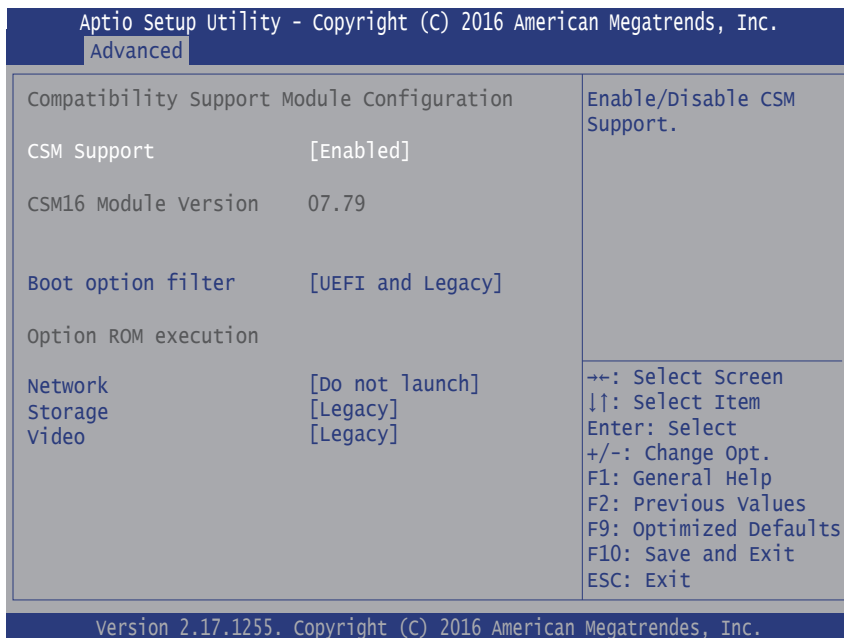 Aptio Setup Utility - Copyright (C) 2016 American Megatrends, Inc.
Advanced
Compatibility Support Module Configuration
CSM Support [Enabled]
CSM16 Module Version 07.79
Boot option filter [UEFI and Legacy]
Option ROM execution
Network [Do not launch]
Storage [Legacy]
Video [Legacy]
Enable/Disable CSM
Support.
→←: Select Screen
↓↑: Select Item
Enter: Select
+/-: Change Opt.
F1: General Help
F2: Previous Values
F9: Optimized Defaults
F10: Save and Exit
ESC: Exit
Version 2.17.1255. Copyright (C) 2016 American Megatrendes, Inc.